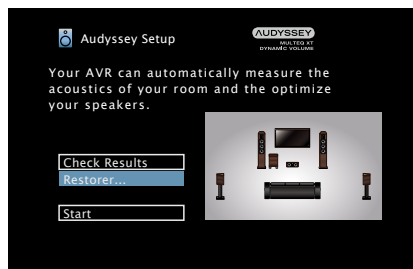 Audyssey Setup
AUDYSSEY
MULTEQ XT
DYNAMIC VOLUME
Your AVR can automatically measure the
acoustics of your room and the optimize
your speakers.
Check Results
Restorer...
Start